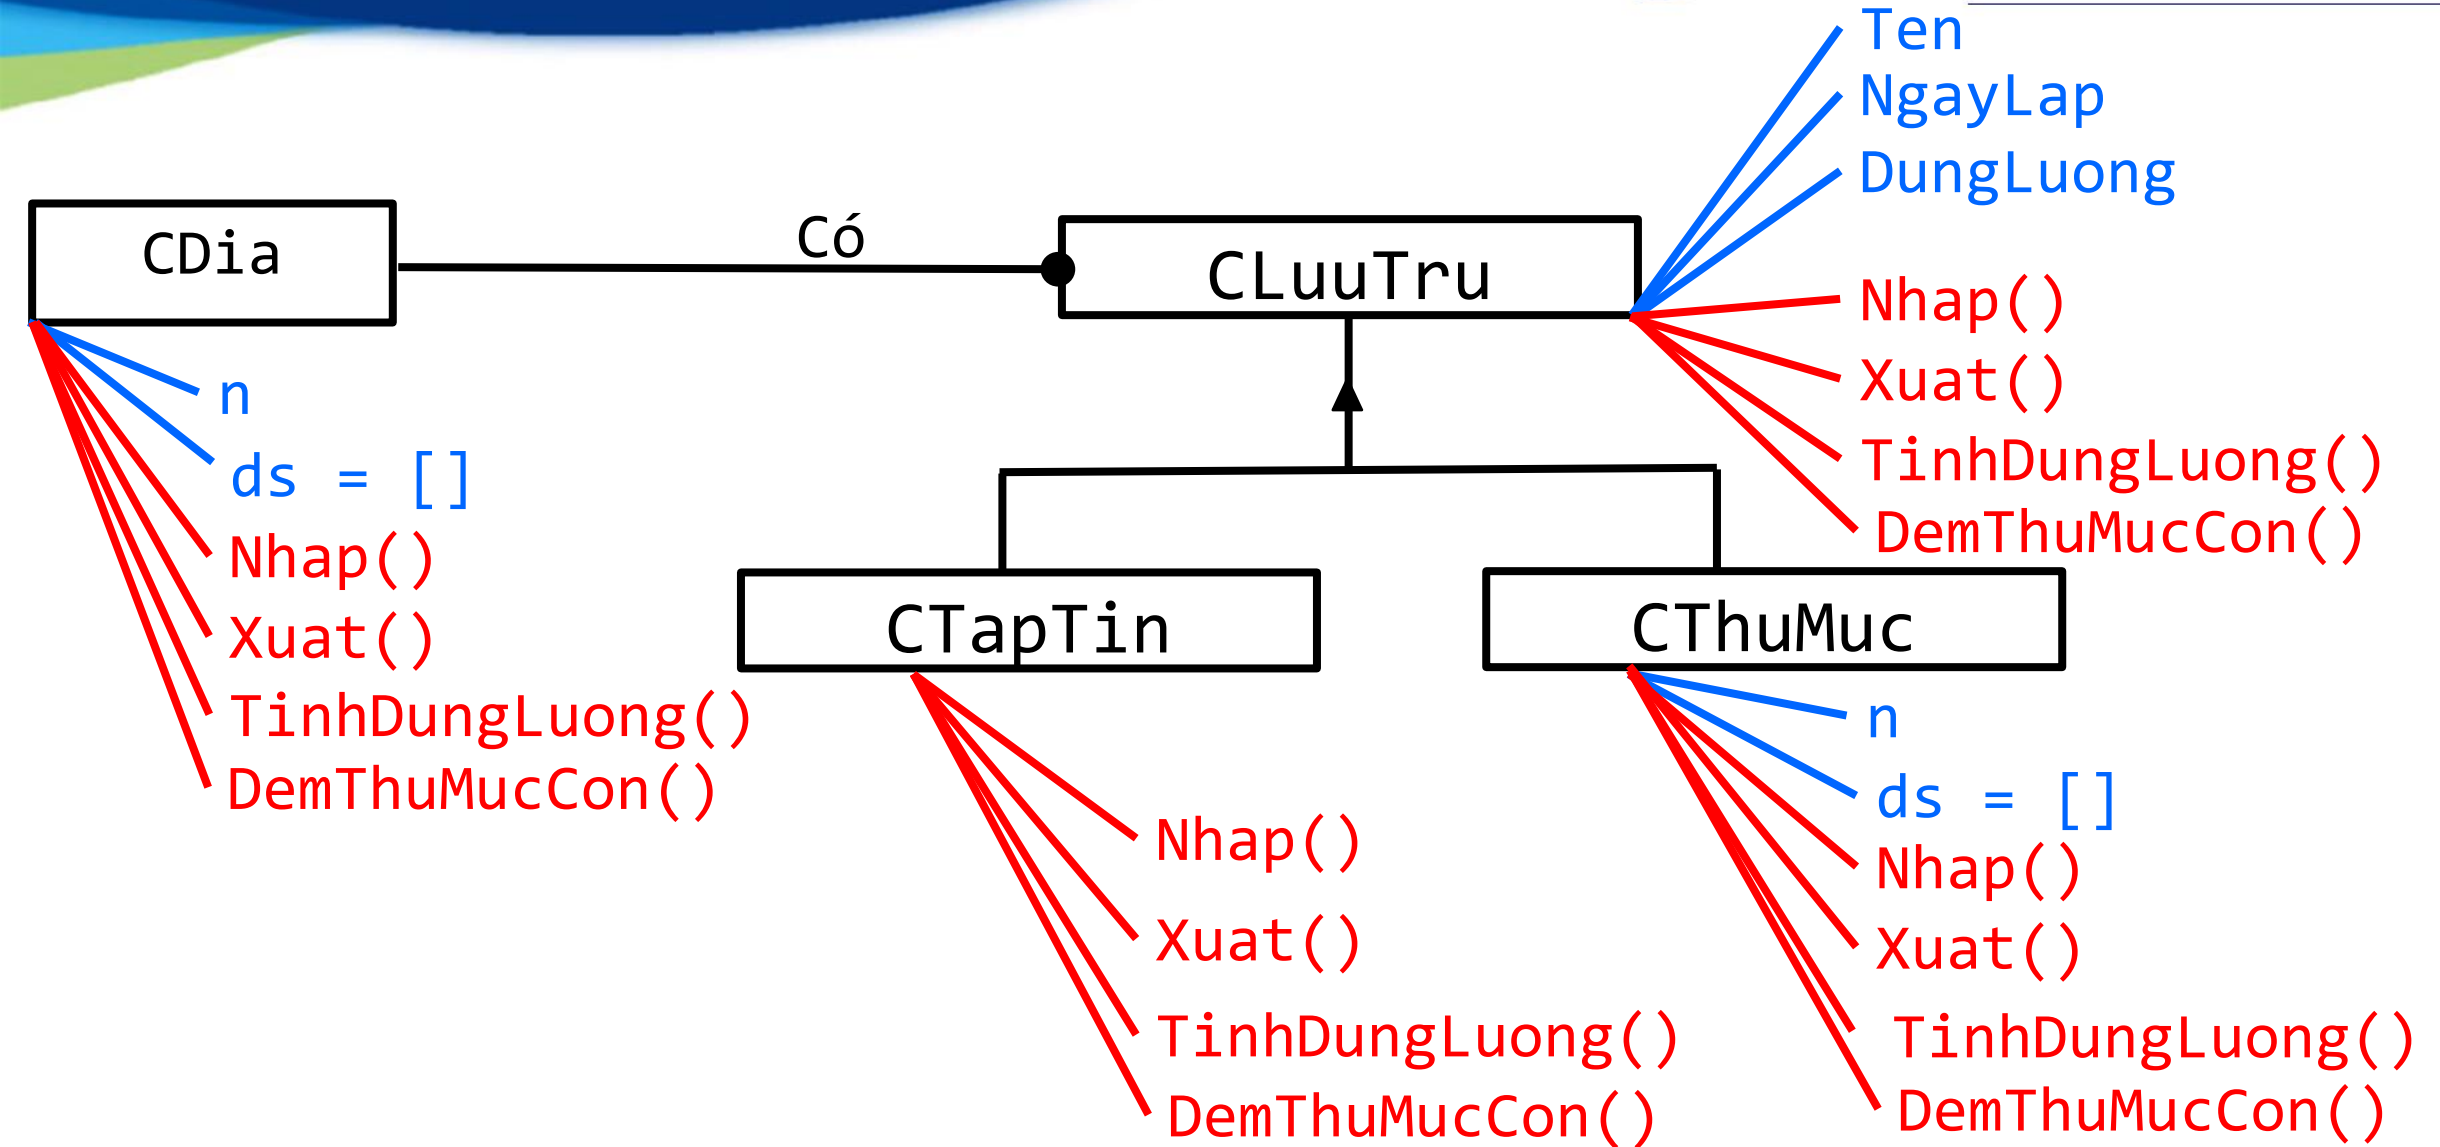 Ten
NgayLap
DungLuong
CDia
Có
CLuuTru
Nhap()
Xuat()
TinhDungLuong()
DemThuMucCon()
n
ds = []
Nhap()
Xuat()
TinhDungLuong()
DemThuMucCon()
CTapTin
Nhap()
Xuat()
TinhDungLuong()
DemThuMucCon()
CThuMuc
n
ds = []
Nhap()
Xuat()
TinhDungLuong()
DemThuMucCon()